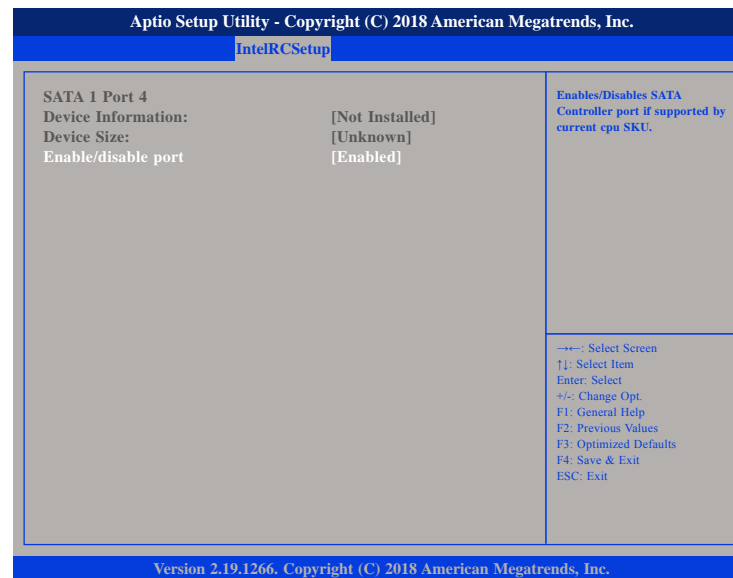 Aptio Setup Utility - Copyright (C) 2018 American Megatrends, Inc.
IntelRCSetup
SATA 1 Port 4
Device Information: [Not Installed]
Device Size: [Unknown]
Enable/disable port [Enabled]
Enables/Disables SATA
Controller port if supported by
current cpu SKU.
→←: Select Screen
↑↓: Select Item
Enter: Select
+/-: Change Opt.
F1: General Help
F2: Previous Values
F3: Optimized Defaults
F4: Save & Exit
ESC: Exit
Version 2.19.1266. Copyright (C) 2018 American Megatrends, Inc.